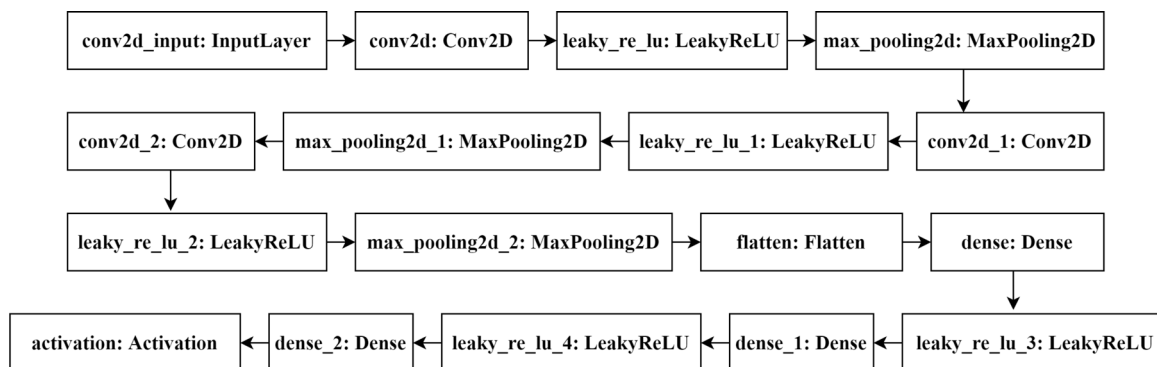 conv2d_input: InputLayer
conv2d: Conv2D
leaky_re_lu: LeakyReLU
max_pooling2d: MaxPooling2D
conv2d_1: Conv2D
leaky_re_lu_1: LeakyReLU
max_pooling2d_1: MaxPooling2D
conv2d_2: Conv2D
leaky_re_lu_2: LeakyReLU
max_pooling2d_2: MaxPooling2D
flatten: Flatten
dense: Dense
leaky_re_lu_3: LeakyReLU
dense_1: Dense
leaky_re_lu_4: LeakyReLU
dense_2: Dense
activation: Activation